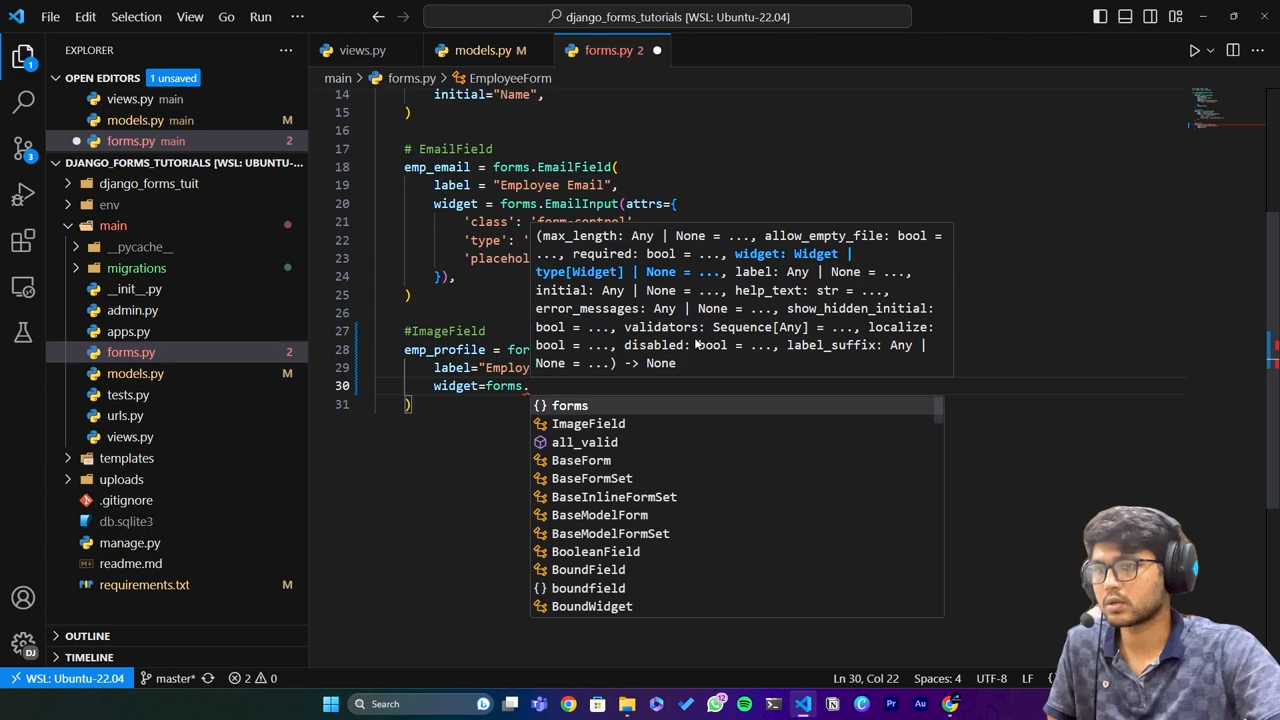 File Edit Selection View Go Run ···
django_forms_tutorials [WSL: Ubuntu-22.04]
EXPLORER ···
views.py
models.py M
forms.py 2
OPEN EDITORS 1 unsaved
main > forms.py > EmployeeForm
views.py main
models.py main M
forms.py main 2
DJANGO_FORMS_TUTORIALS [WSL: UBUNTU-...
django_forms_tuit
env
main
__pycache__
migrations
__init__.py
admin.py
apps.py
forms.py 2
models.py M
tests.py
urls.py
views.py
templates
uploads
.gitignore
db.sqlite3
manage.py
readme.md
requirements.txt M
OUTLINE
TIMELINE
14 initial="Name",
15 )
16
17 # EmailField
18 emp_email = forms.EmailField(
19 label = "Employee Email",
20 widget = forms.EmailInput(attrs={
21 'class': 'form-control'
22 'type': '
23 'placehol
24 }),
25 )
26
27 #ImageField
28 emp_profile = for
29 label="Employ
30 widget=forms.
31 )
(max_length: Any | None = ..., allow_empty_file: bool =
..., required: bool = ..., widget: Widget |
type[Widget] | None = ..., label: Any | None = ...,
initial: Any | None = ..., help_text: str = ...,
error_messages: Any | None = ..., show_hidden_initial:
bool = ..., validators: Sequence[Any] = ..., localize:
bool = ..., disabled: bool = ..., label_suffix: Any |
None = ...) -> None
{} forms
ImageField
all_valid
BaseForm
BaseFormSet
BaseInlineFormSet
BaseModelForm
BaseModelFormSet
BooleanField
BoundField
{} boundfield
BoundWidget
1
3
DJ
WSL: Ubuntu-22.04 master* 2 0 Ln 30, Col 22 Spaces: 4 UTF-8 LF {
Search 12 Pr Au